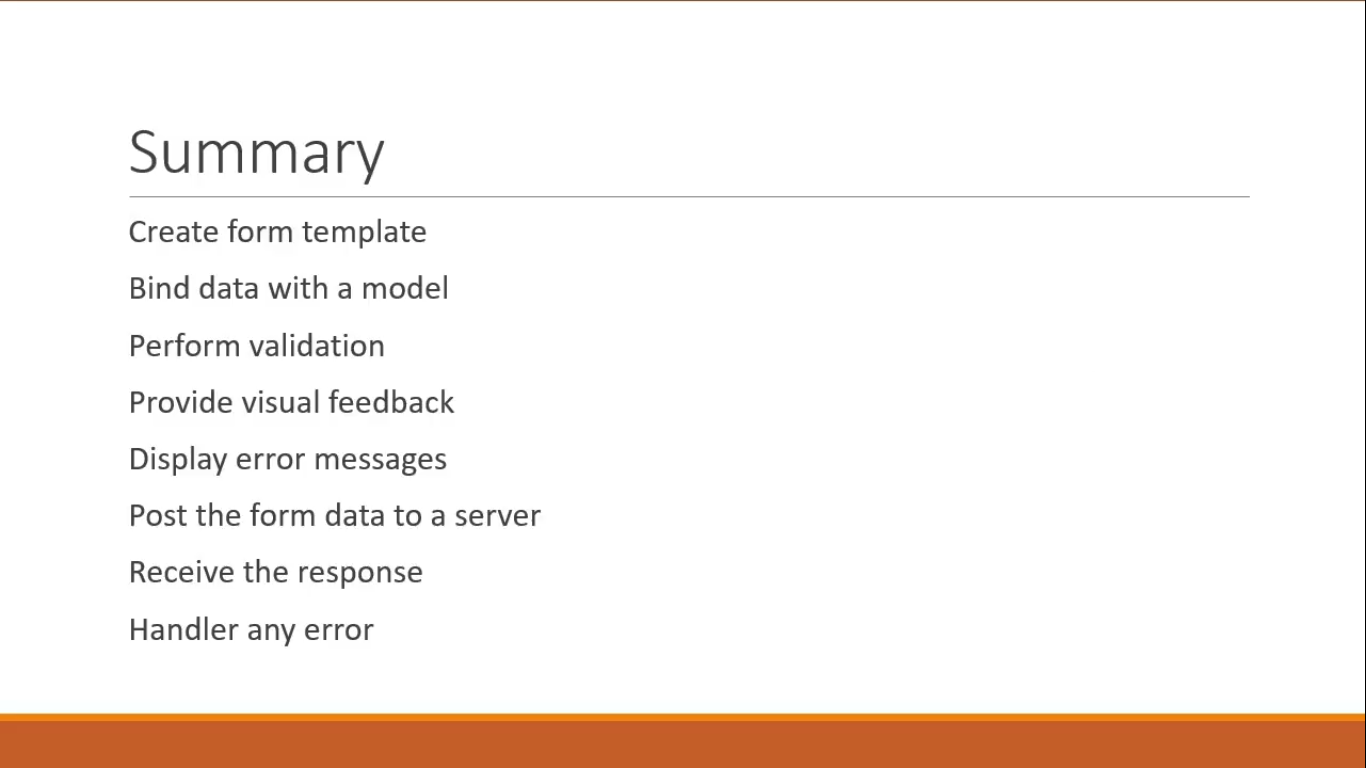 Summary
Create form template
Bind data with a model
Perform validation
Provide visual feedback
Display error messages
Post the form data to a server
Receive the response
Handler any error